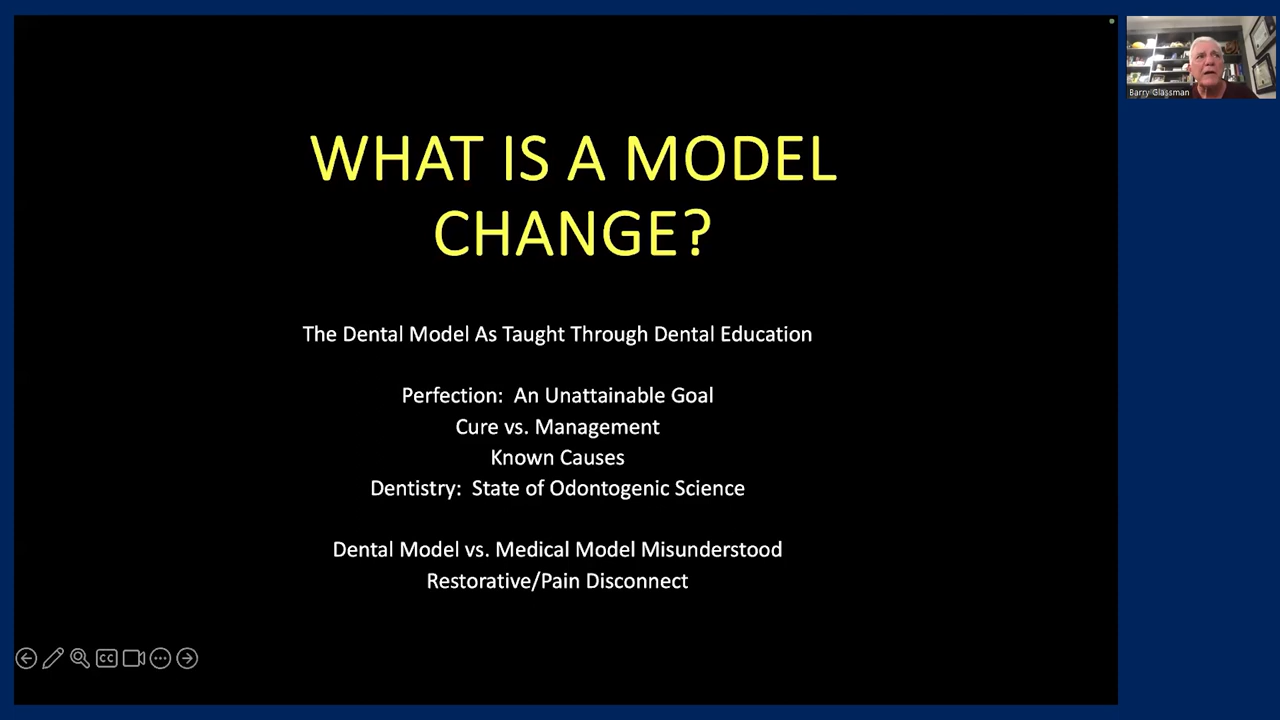 WHAT IS A MODEL
CHANGE?
The Dental Model As Taught Through Dental Education
Perfection:  An Unattainable Goal
Cure vs. Management
Known Causes
Dentistry:  State of Odontogenic Science
Dental Model vs. Medical Model Misunderstood
Restorative/Pain Disconnect
Barry Glassman
CC